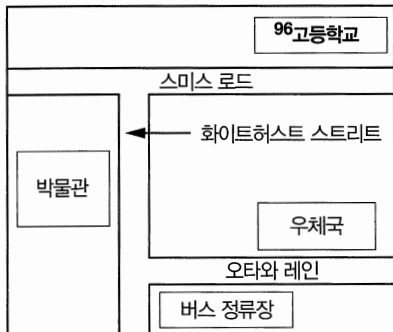 96고등학교
스미스 로드
화이트허스트 스트리트
박물관
우체국
오타와 레인
버스 정류장